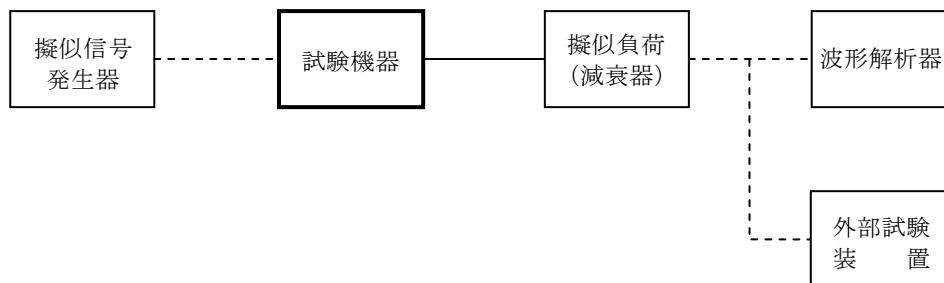 擬似信号
発生器
試験機器
擬似負荷
（減衰器）
波形解析器
外部試験
装　　置